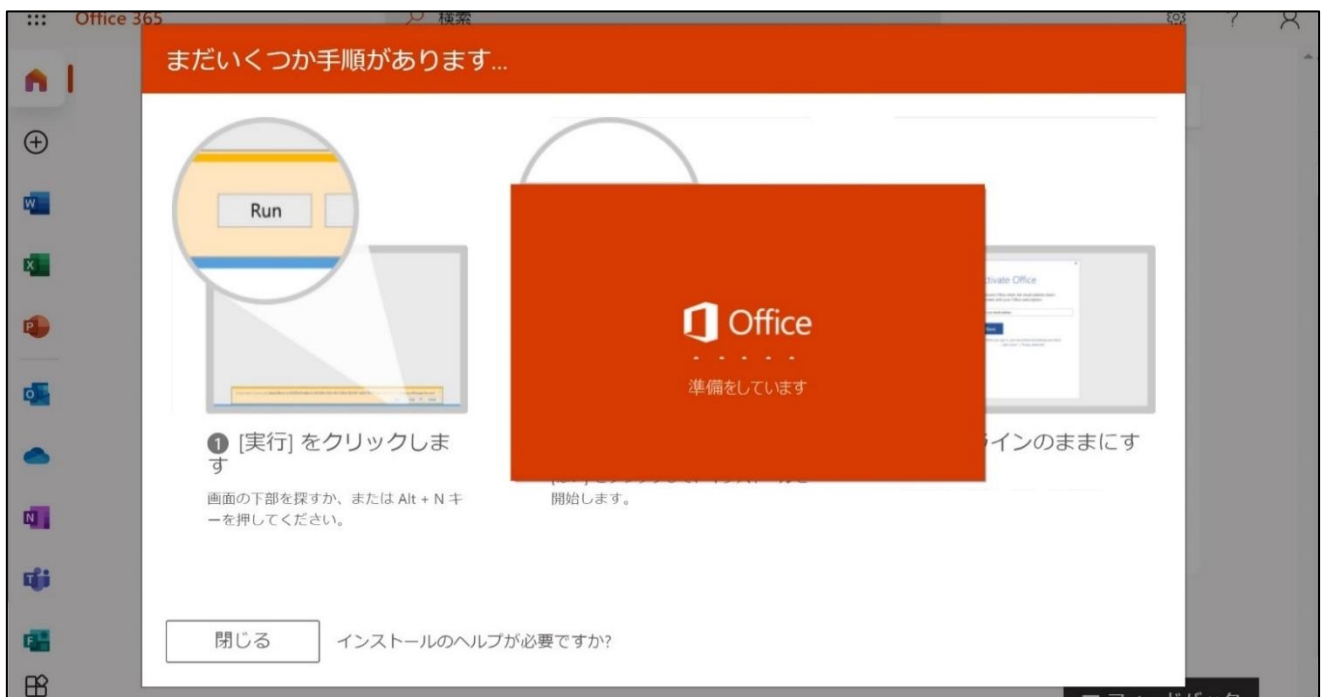 Office 365
検索
まだいくつか手順があります...
Run
Office
準備をしています
❶ [実行] をクリックしま
す
画面の下部を探すか、または Alt + N キ
ーを押してください。
開始します。
インのままにす
閉じる
インストールのヘルプが必要ですか?